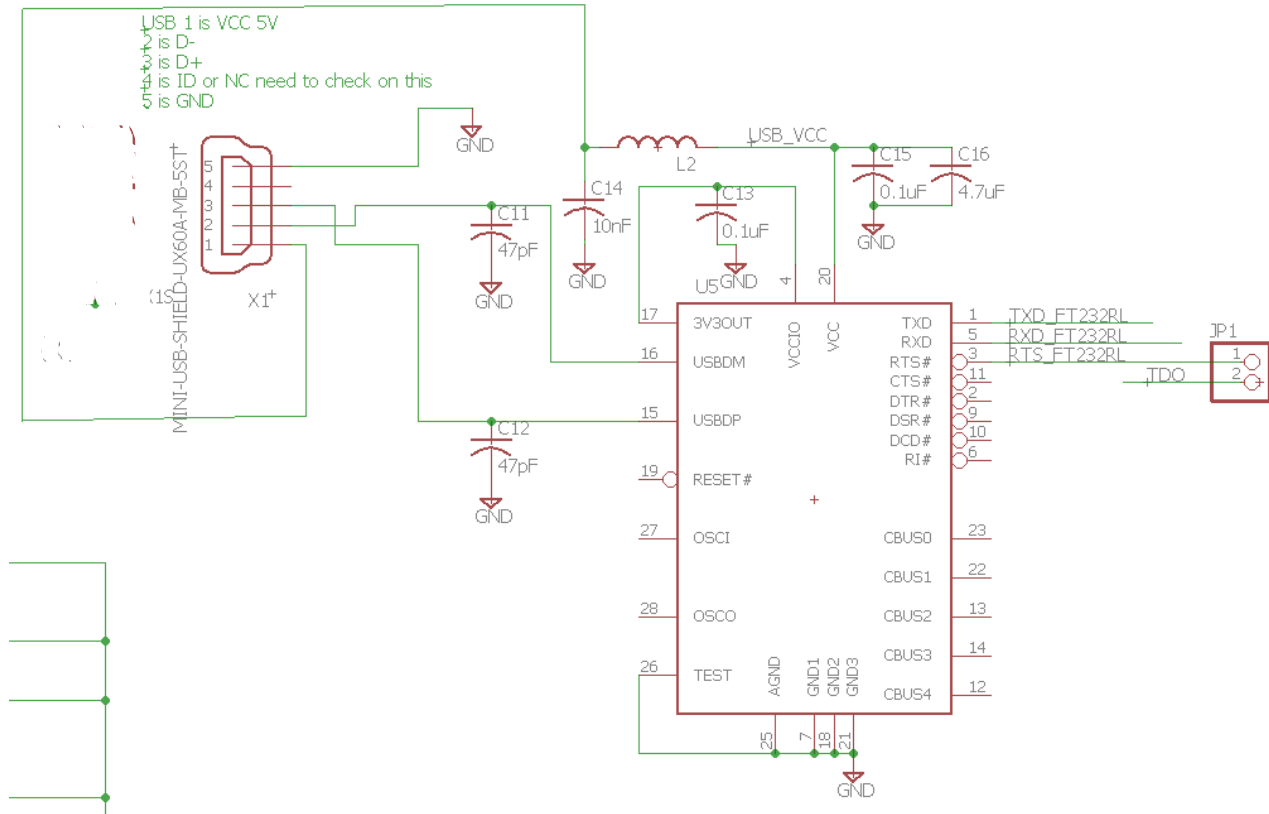 USB 1 is VCC 5V
2 is D-
3 is D+
4 is ID or NC need to check on this
5 is GND
GND
USB_VCC
L2
C15
0.1uF
C16
4.7uF
GND
5
4
3
2
1
MINI-USB-SHIELD-UX60A-MB-5ST
X1
C11
47pF
GND
C14
10nF
GND
C13
0.1uF
GND
U5
4
20
17
3V3OUT
16
USBDM
15
USBDP
19
RESET#
27
OSCI
28
OSCO
26
TEST
VCCIO
VCC
TXD
1
TXD_FT232RL
RXD
5
RXD_FT232RL
RTS#
3
RTS_FT232RL
CTS#
11
DTR#
2
DSR#
9
DCD#
10
RI#
6
JP1
1
2
TDO
C12
47pF
GND
CBUS0
23
CBUS1
22
CBUS2
13
CBUS3
14
CBUS4
12
AGND
GND1
GND2
GND3
25
7
18
21
GND